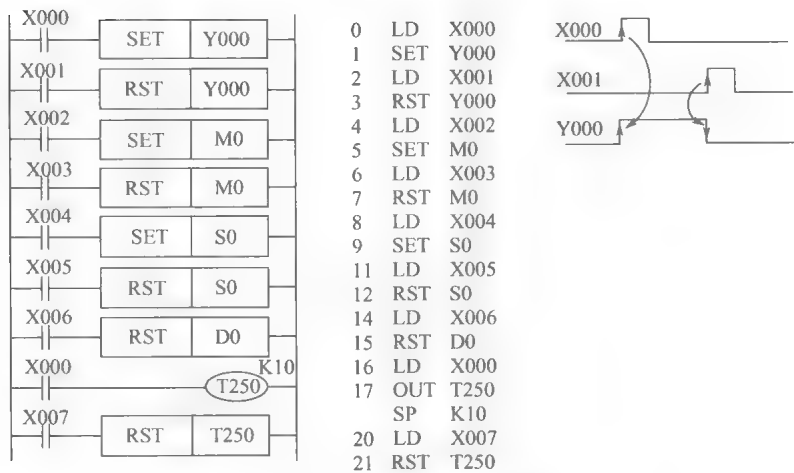 X000
SET Y000
X001
RST Y000
X002
SET M0
X003
RST M0
X004
SET S0
X005
RST S0
X006
RST D0
X000
K10
T250
X007
RST T250
0 LD X000
1 SET Y000
2 LD X001
3 RST Y000
4 LD X002
5 SET M0
6 LD X003
7 RST M0
8 LD X004
9 SET S0
11 LD X005
12 RST S0
14 LD X006
15 RST D0
16 LD X000
17 OUT T250
SP K10
20 LD X007
21 RST T250
X000
X001
Y000